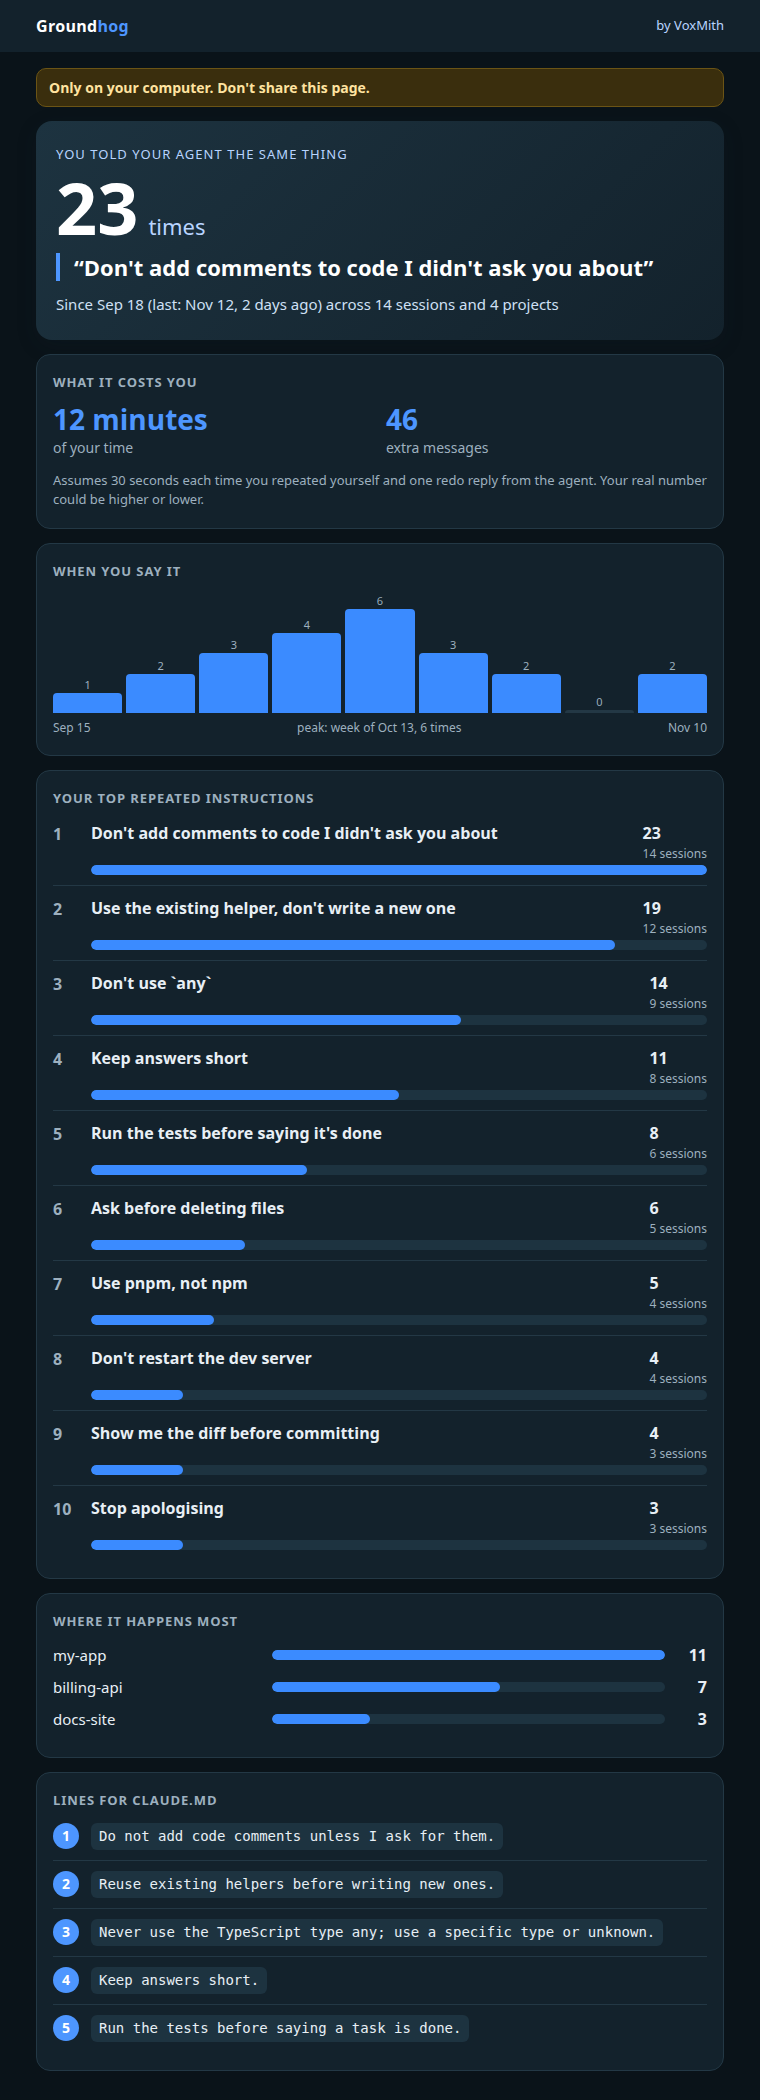 Groundhog
by VoxMith
Only on your computer. Don't share this page.
YOU TOLD YOUR AGENT THE SAME THING
23 times
“Don't add comments to code I didn't ask you about”
Since Sep 18 (last: Nov 12, 2 days ago) across 14 sessions and 4 projects
WHAT IT COSTS YOU
12 minutes
of your time
46
extra messages
Assumes 30 seconds each time you repeated yourself and one redo reply from the agent. Your real number
could be higher or lower.
WHEN YOU SAY IT
1
2
3
4
6
3
2
0
2
Sep 15
peak: week of Oct 13, 6 times
Nov 10
YOUR TOP REPEATED INSTRUCTIONS
1 Don't add comments to code I didn't ask you about 23
14 sessions
2 Use the existing helper, don't write a new one 19
12 sessions
3 Don't use `any` 14
9 sessions
4 Keep answers short 11
8 sessions
5 Run the tests before saying it's done 8
6 sessions
6 Ask before deleting files 6
5 sessions
7 Use pnpm, not npm 5
4 sessions
8 Don't restart the dev server 4
4 sessions
9 Show me the diff before committing 4
3 sessions
10 Stop apologising 3
3 sessions
WHERE IT HAPPENS MOST
my-app 11
billing-api 7
docs-site 3
LINES FOR CLAUDE.MD
1 Do not add code comments unless I ask for them.
2 Reuse existing helpers before writing new ones.
3 Never use the TypeScript type any; use a specific type or unknown.
4 Keep answers short.
5 Run the tests before saying a task is done.